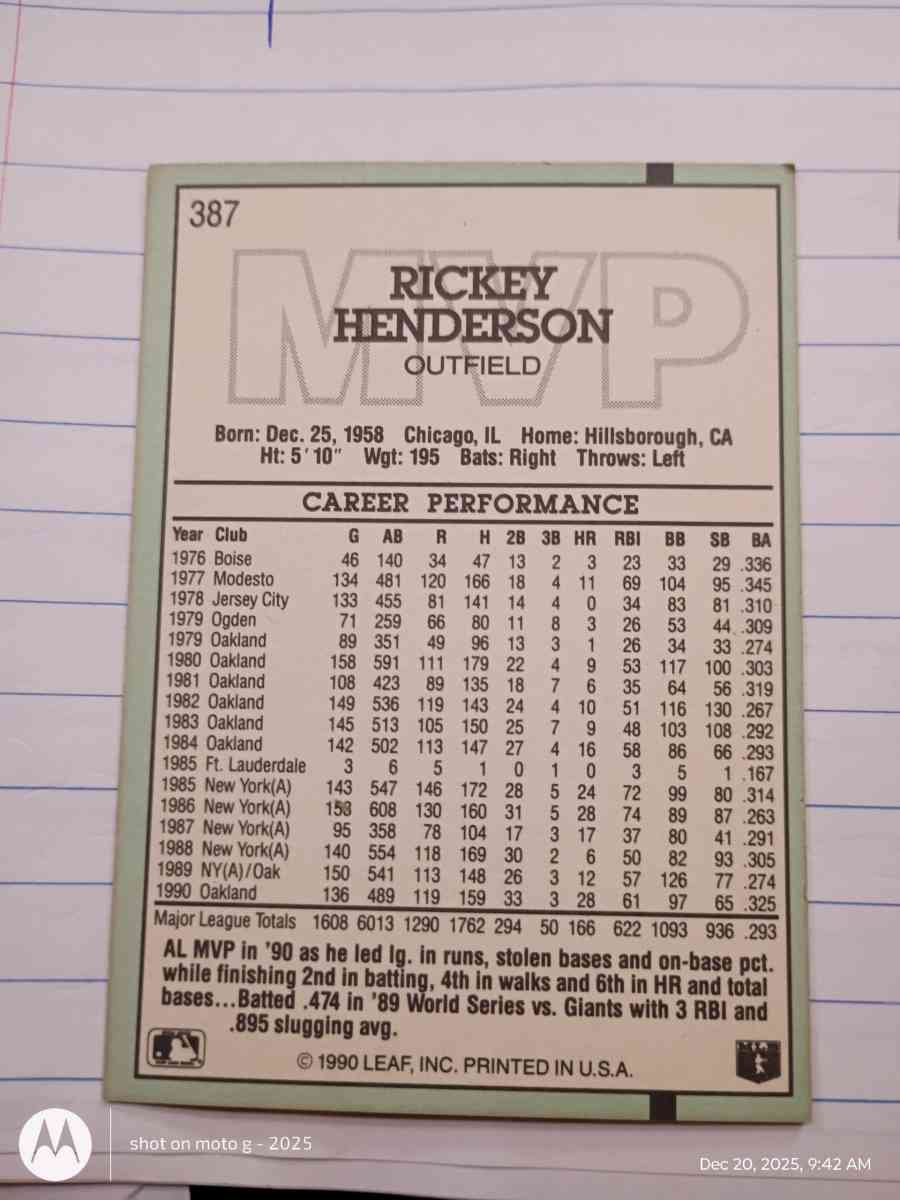 387
MVP
RICKEY
HENDERSON
OUTFIELD
Born: Dec. 25, 1958 Chicago, IL Home: Hillsborough, CA
Ht: 5'10" Wgt: 195 Bats: Right Throws: Left
CAREER PERFORMANCE
Year Club G AB R H 2B 3B HR RBI BB SB BA
1976 Boise 46 140 34 47 13 2 3 23 33 29 .336
1977 Modesto 134 481 120 166 18 4 11 69 104 95 .345
1978 Jersey City 133 455 81 141 14 4 0 34 83 81 .310
1979 Ogden 71 259 66 80 11 8 3 26 53 44 .309
1979 Oakland 89 351 49 96 13 3 1 26 34 33 .274
1980 Oakland 158 591 111 179 22 4 9 53 117 100 .303
1981 Oakland 108 423 89 135 18 7 6 35 64 56 .319
1982 Oakland 149 536 119 143 24 4 10 51 116 130 .267
1983 Oakland 145 513 105 150 25 7 9 48 103 108 .292
1984 Oakland 142 502 113 147 27 4 16 58 86 66 .293
1985 Ft. Lauderdale 3 6 5 1 0 1 0 3 5 1 .167
1985 New York(A) 143 547 146 172 28 5 24 72 99 80 .314
1986 New York(A) 153 608 130 160 31 5 28 74 89 87 .263
1987 New York(A) 95 358 78 104 17 3 17 37 80 41 .291
1988 New York(A) 140 554 118 169 30 2 6 50 82 93 .305
1989 NY(A)/Oak 150 541 113 148 26 3 12 57 126 77 .274
1990 Oakland 136 489 119 159 33 3 28 61 97 65 .325
Major League Totals 1608 6013 1290 1762 294 50 166 622 1093 936 .293
AL MVP in '90 as he led lg. in runs, stolen bases and on-base pct.
while finishing 2nd in batting, 4th in walks and 6th in HR and total
bases...Batted .474 in '89 World Series vs. Giants with 3 RBI and
.895 slugging avg.
© 1990 LEAF, INC. PRINTED IN U.S.A.
shot on moto g - 2025
Dec 20, 2025, 9:42 AM